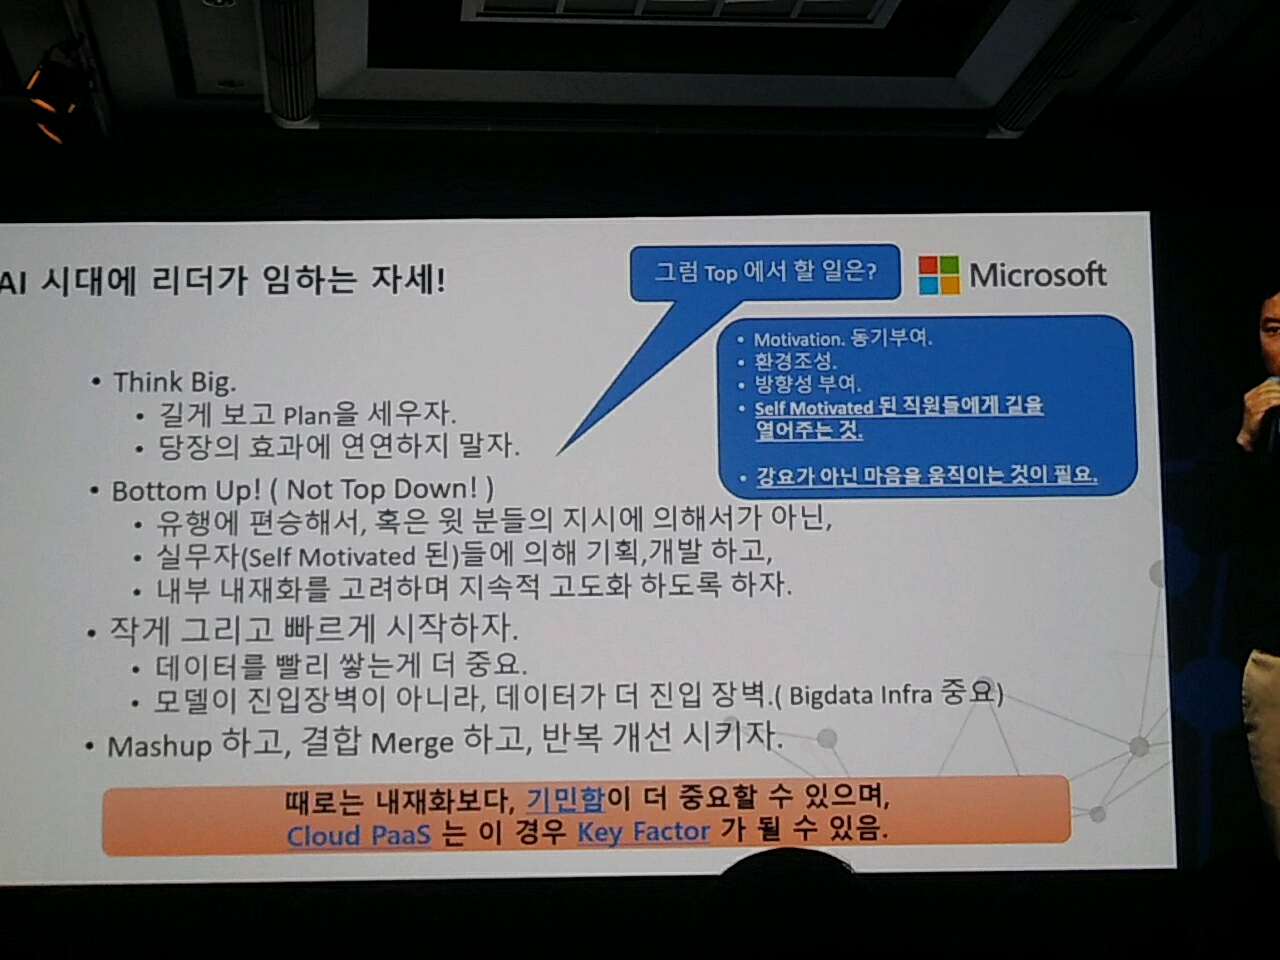 AI 시대에 리더가 임하는 자세!
그럼 Top 에서 할 일은?
Microsoft
• Motivation. 동기부여.
• 환경조성.
• 방향성 부여.
• Self Motivated 된 직원들에게 길을
열어주는 것.
• 강요가 아닌 마음을 움직이는 것이 필요.
• Think Big.
• 길게 보고 Plan을 세우자.
• 당장의 효과에 연연하지 말자.
• Bottom Up! ( Not Top Down! )
• 유행에 편승해서, 혹은 윗 분들의 지시에 의해서가 아닌,
• 실무자(Self Motivated 된)들에 의해 기획,개발 하고,
• 내부 내재화를 고려하며 지속적 고도화 하도록 하자.
• 작게 그리고 빠르게 시작하자.
• 데이터를 빨리 쌓는게 더 중요.
• 모델이 진입장벽이 아니라, 데이터가 더 진입 장벽.( Bigdata Infra 중요)
• Mashup 하고, 결합 Merge 하고, 반복 개선 시키자.
때로는 내재화보다, 기민함이 더 중요할 수 있으며,
Cloud PaaS 는 이 경우 Key Factor 가 될 수 있음.